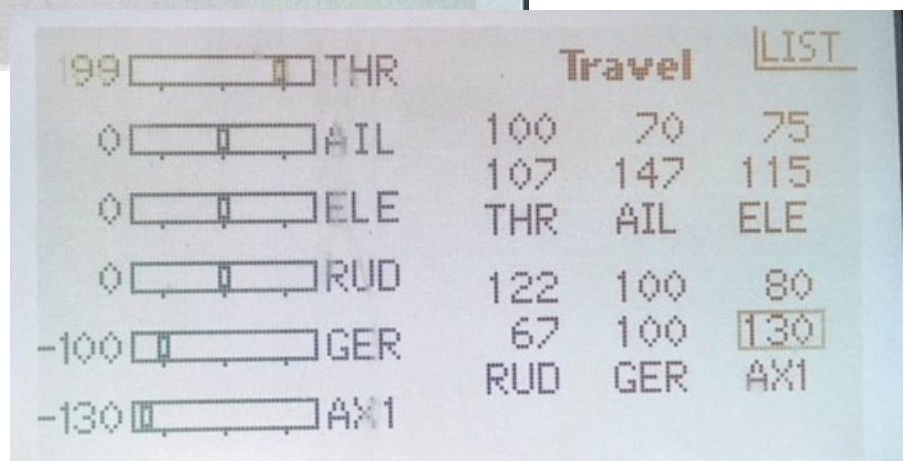 199 THR
0 AIL
0 ELE
0 RUD
-100 GER
-130 AX1
Travel LIST
100 70 75
107 147 115
THR AIL ELE
122 100 80
67 100 130
RUD GER AX1